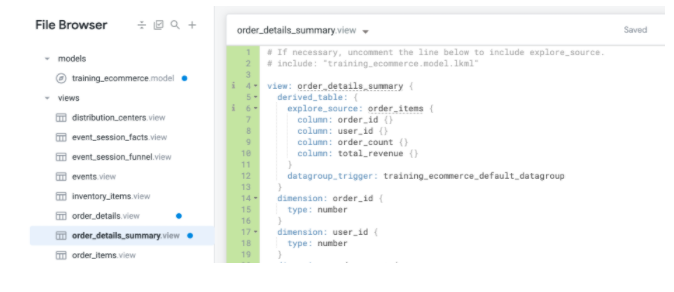 File Browser
models
training_ecommerce.model
views
distribution_centers.view
event_session_facts.view
event_session_funnel.view
events.view
inventory_items.view
order_details.view
order_details_summary.view
order_items.view
order_details_summary.view
Saved
1 # If necessary, uncomment the line below to include explore_source.
2 # include: "training_ecommerce.model.lkml"
3
i 4 view: order_details_summary {
5 derived_table: {
i 6 explore_source: order_items {
7 column: order_id {}
8 column: user_id {}
9 column: order_count {}
10 column: total_revenue {}
11 }
12 datagroup_trigger: training_ecommerce_default_datagroup
13 }
14 dimension: order_id {
15 type: number
16 }
17 dimension: user_id {
18 type: number
19 }